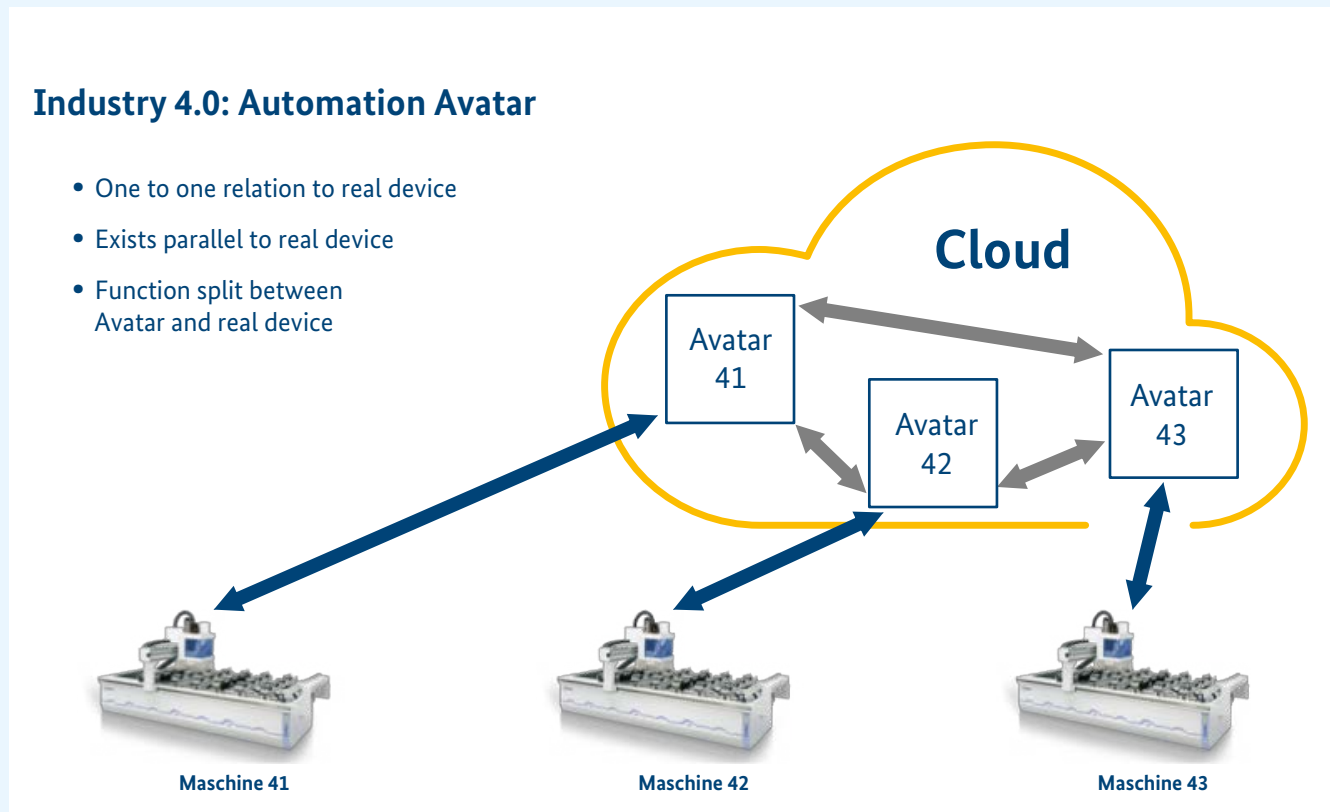 Industry 4.0: Automation Avatar
• One to one relation to real device
• Exists parallel to real device
• Function split between
Avatar and real device
Cloud
Avatar
41
Avatar
42
Avatar
43
Maschine 41
Maschine 42
Maschine 43